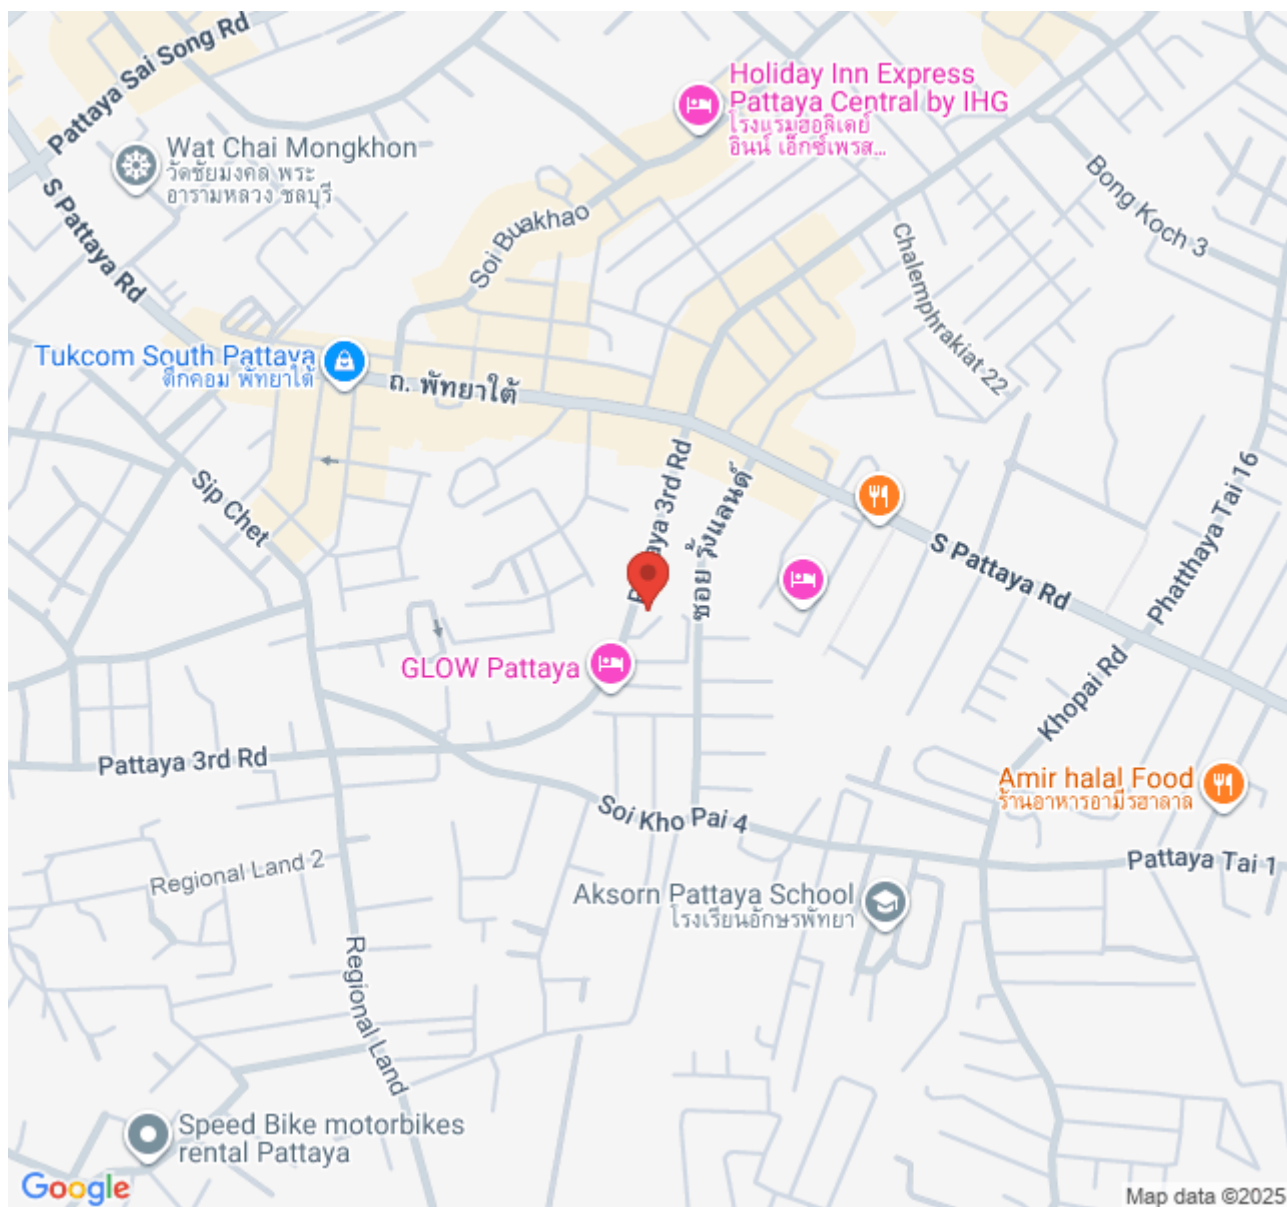 Pattaya Sai Song Rd
Holiday Inn Express
Pattaya Central by IHG
โรงแรมฮอลิเดย์
อินน์ เอ็กซ์เพรส...
Wat Chai Mongkhon
วัดชัยมงคล พระ
อารามหลวง ชลบุรี
Bong Koch 3
S Pattaya Rd
Soi Buakhao
Chalemphrakiat 22
Tukcom South Pattaya
ตึกคอม พัทยาใต้
ถ. พัทยาใต้
Sip Chet
3rd Rd
ซอย วุ้งแลนด์
Phatthaya Tai 16
S Pattaya Rd
GLOW Pattaya
Khopai Rd
Pattaya 3rd Rd
Amir halal Food
ร้านอาหารอามีรฮาลาล
Soi Kho Pai 4
Pattaya Tai 1
Regional Land 2
Aksorn Pattaya School
โรงเรียนอักษรพัทยา
Regional Land
Speed Bike motorbikes
rental Pattaya
Google
Map data ©2025